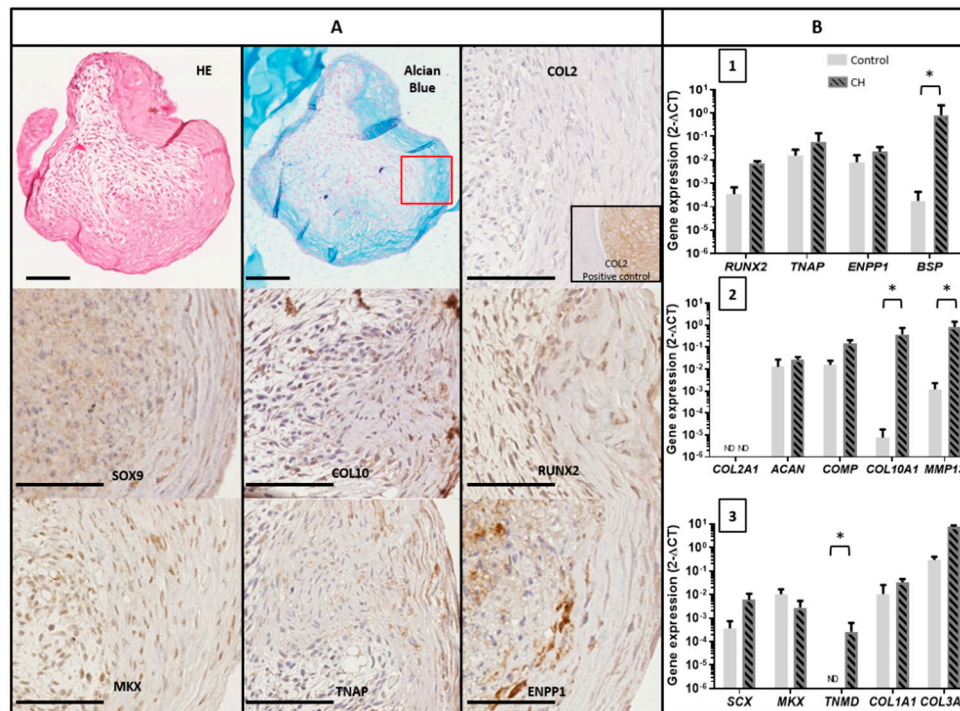 A
B
HE
Alcian
Blue
COL2
COL2
Positive control
SOX9
COL10
RUNX2
MKX
TNAP
ENPP1
1
Control
CH
*
Gene expression (2-ΔCT)
10¹
10⁰
10⁻¹
10⁻²
10⁻³
10⁻⁴
10⁻⁵
10⁻⁶
RUNX2 TNAP ENPP1 BSP
2
* *
Gene expression (2-ΔCT)
10²
10¹
10⁰
10⁻¹
10⁻²
10⁻³
10⁻⁴
10⁻⁵
10⁻⁶
ND ND
COL2A1 ACAN COMP COL10A1 MMP13
3
*
Gene expression (2-ΔCT)
10²
10¹
10⁰
10⁻¹
10⁻²
10⁻³
10⁻⁴
10⁻⁵
10⁻⁶
ND
SCX MKX TNMD COL1A1 COL3A